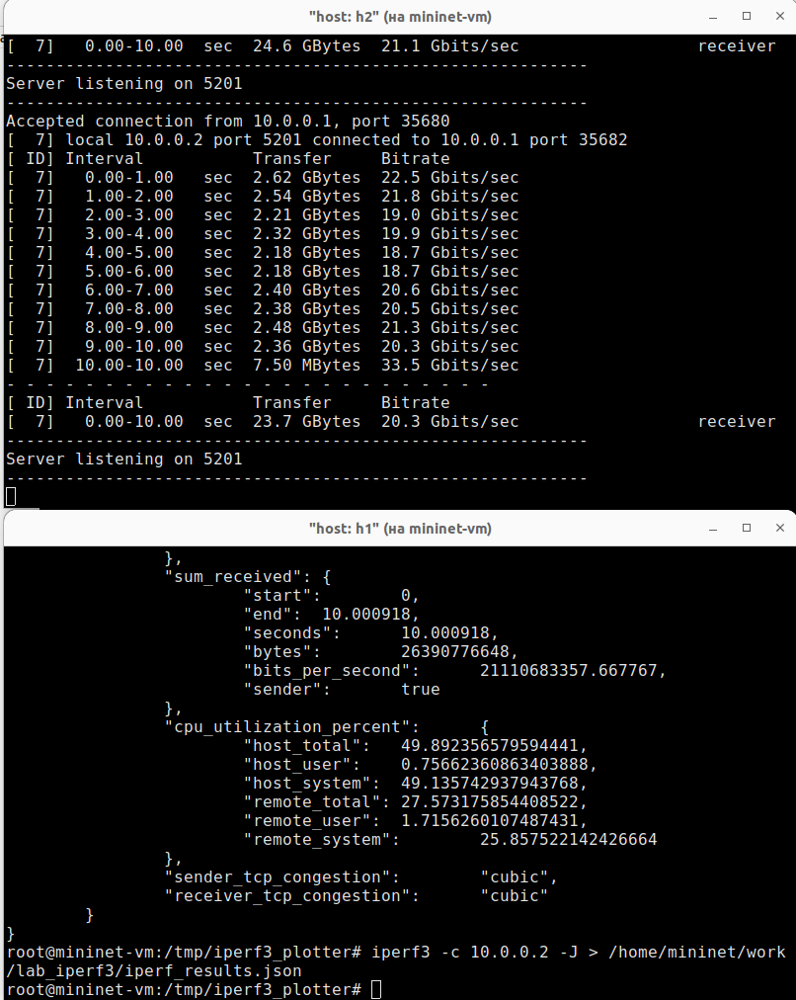 "host: h2" (на mininet-vm)
[  7]   0.00-10.00  sec  24.6 GBytes  21.1 Gbits/sec                  receiver
-----------------------------------------------------------
Server listening on 5201
-----------------------------------------------------------
Accepted connection from 10.0.0.1, port 35680
[  7] local 10.0.0.2 port 5201 connected to 10.0.0.1 port 35682
[ ID] Interval           Transfer     Bitrate
[  7]   0.00-1.00   sec  2.62 GBytes  22.5 Gbits/sec
[  7]   1.00-2.00   sec  2.54 GBytes  21.8 Gbits/sec
[  7]   2.00-3.00   sec  2.21 GBytes  19.0 Gbits/sec
[  7]   3.00-4.00   sec  2.32 GBytes  19.9 Gbits/sec
[  7]   4.00-5.00   sec  2.18 GBytes  18.7 Gbits/sec
[  7]   5.00-6.00   sec  2.18 GBytes  18.7 Gbits/sec
[  7]   6.00-7.00   sec  2.40 GBytes  20.6 Gbits/sec
[  7]   7.00-8.00   sec  2.38 GBytes  20.5 Gbits/sec
[  7]   8.00-9.00   sec  2.48 GBytes  21.3 Gbits/sec
[  7]   9.00-10.00  sec  2.36 GBytes  20.3 Gbits/sec
[  7]  10.00-10.00  sec  7.50 MBytes  33.5 Gbits/sec
- - - - - - - - - - - - - - - - - - - - - - - - -
[ ID] Interval           Transfer     Bitrate
[  7]   0.00-10.00  sec  23.7 GBytes  20.3 Gbits/sec                  receiver
-----------------------------------------------------------
Server listening on 5201
-----------------------------------------------------------
"host: h1" (на mininet-vm)
                },
                "sum_received": {
                        "start":        0,
                        "end":  10.000918,
                        "seconds":      10.000918,
                        "bytes":        26390776648,
                        "bits_per_second":      21110683357.667767,
                        "sender":       true
                },
                "cpu_utilization_percent":      {
                        "host_total":   49.892356579594441,
                        "host_user":    0.75662360863403888,
                        "host_system":  49.135742937943768,
                        "remote_total": 27.573175854408522,
                        "remote_user":  1.7156260107487431,
                        "remote_system":        25.857522142426664
                },
                "sender_tcp_congestion":        "cubic",
                "receiver_tcp_congestion":      "cubic"
        }
}
root@mininet-vm:/tmp/iperf3_plotter# iperf3 -c 10.0.0.2 -J > /home/mininet/work
/lab_iperf3/iperf_results.json
root@mininet-vm:/tmp/iperf3_plotter#